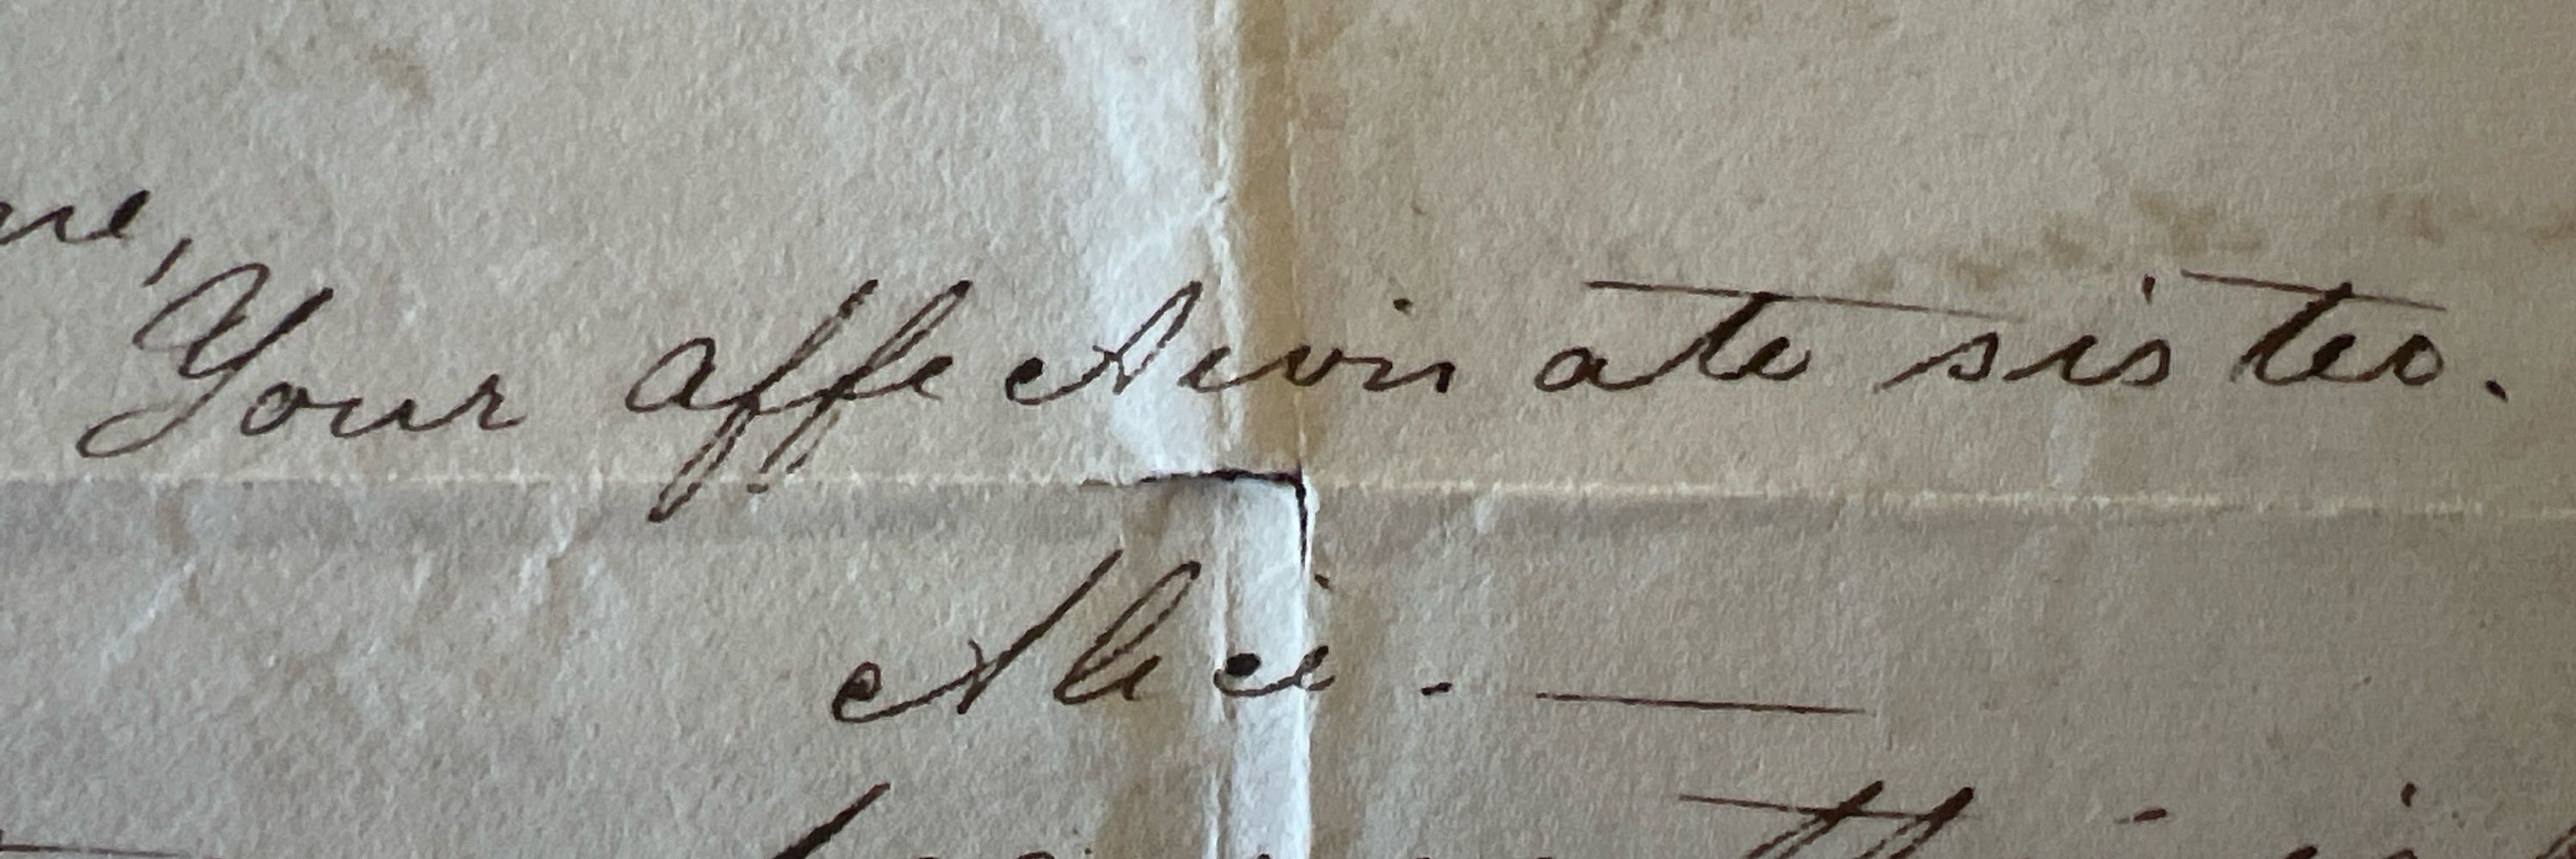 Your affectionate sister.
Alice. —